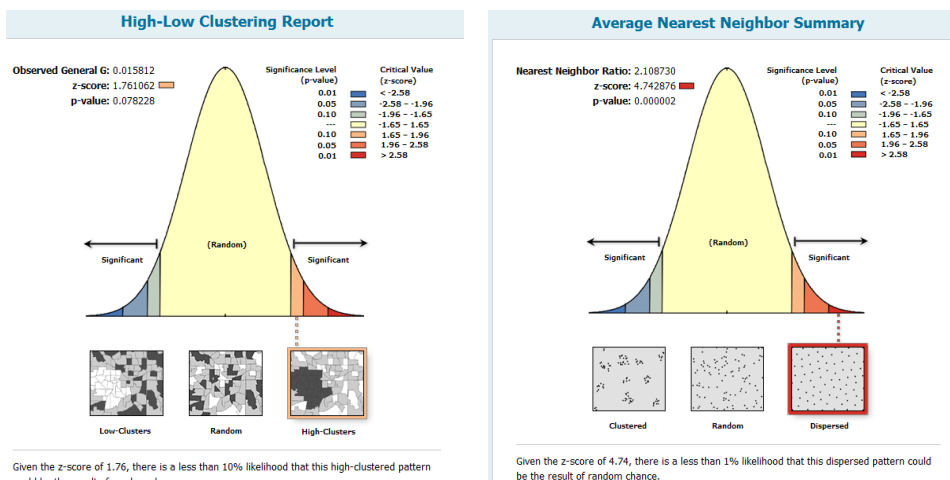 High-Low Clustering Report
Observed General G: 0.015812
z-score: 1.761062
p-value: 0.078228
Significance Level
(p-value)
Critical Value
(z-score)
0.01 < -2.58
0.05 -2.58 - -1.96
0.10 -1.96 - -1.65
--- -1.65 - 1.65
0.10 1.65 - 1.96
0.05 1.96 - 2.58
0.01 > 2.58
(Random)
Significant
Significant
Low-Clusters
Random
High-Clusters
Given the z-score of 1.76, there is a less than 10% likelihood that this high-clustered pattern
Average Nearest Neighbor Summary
Nearest Neighbor Ratio: 2.108730
z-score: 4.742876
p-value: 0.000002
Significance Level
(p-value)
Critical Value
(z-score)
0.01 < -2.58
0.05 -2.58 - -1.96
0.10 -1.96 - -1.65
--- -1.65 - 1.65
0.10 1.65 - 1.96
0.05 1.96 - 2.58
0.01 > 2.58
(Random)
Significant
Significant
Clustered
Random
Dispersed
Given the z-score of 4.74, there is a less than 1% likelihood that this dispersed pattern could
be the result of random chance.